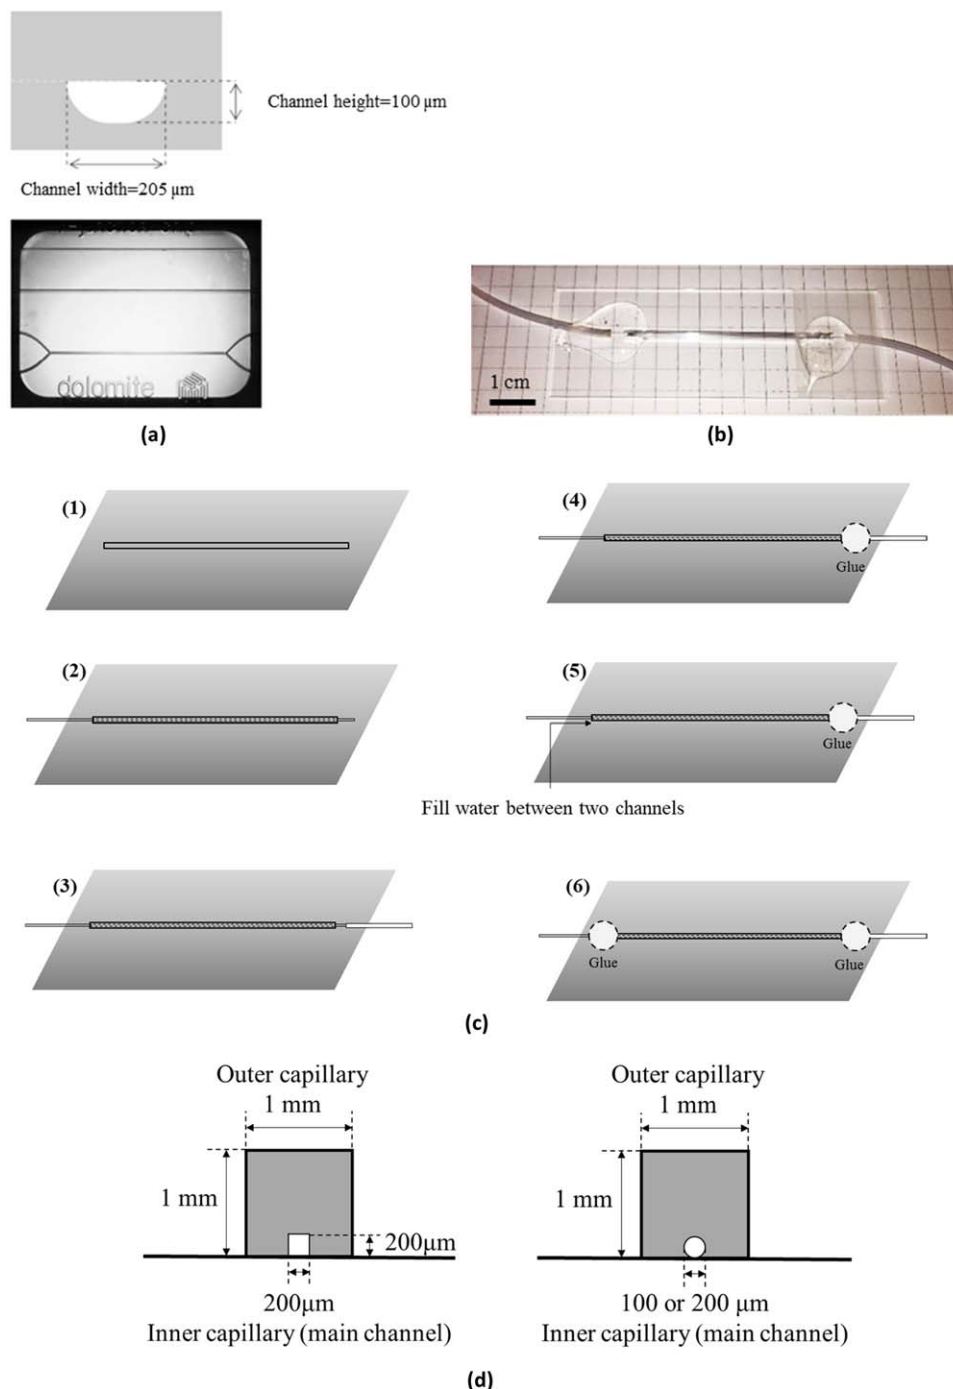 Channel height=100 µm
Channel width=205 µm
dolomite
(a)
1 cm
(b)
(1)
(2)
(3)
(4)
Glue
(5)
Glue
Fill water between two channels
(6)
Glue
Glue
(c)
Outer capillary
1 mm
1 mm
200µm
200µm
Inner capillary (main channel)
Outer capillary
1 mm
1 mm
100 or 200 µm
Inner capillary (main channel)
(d)